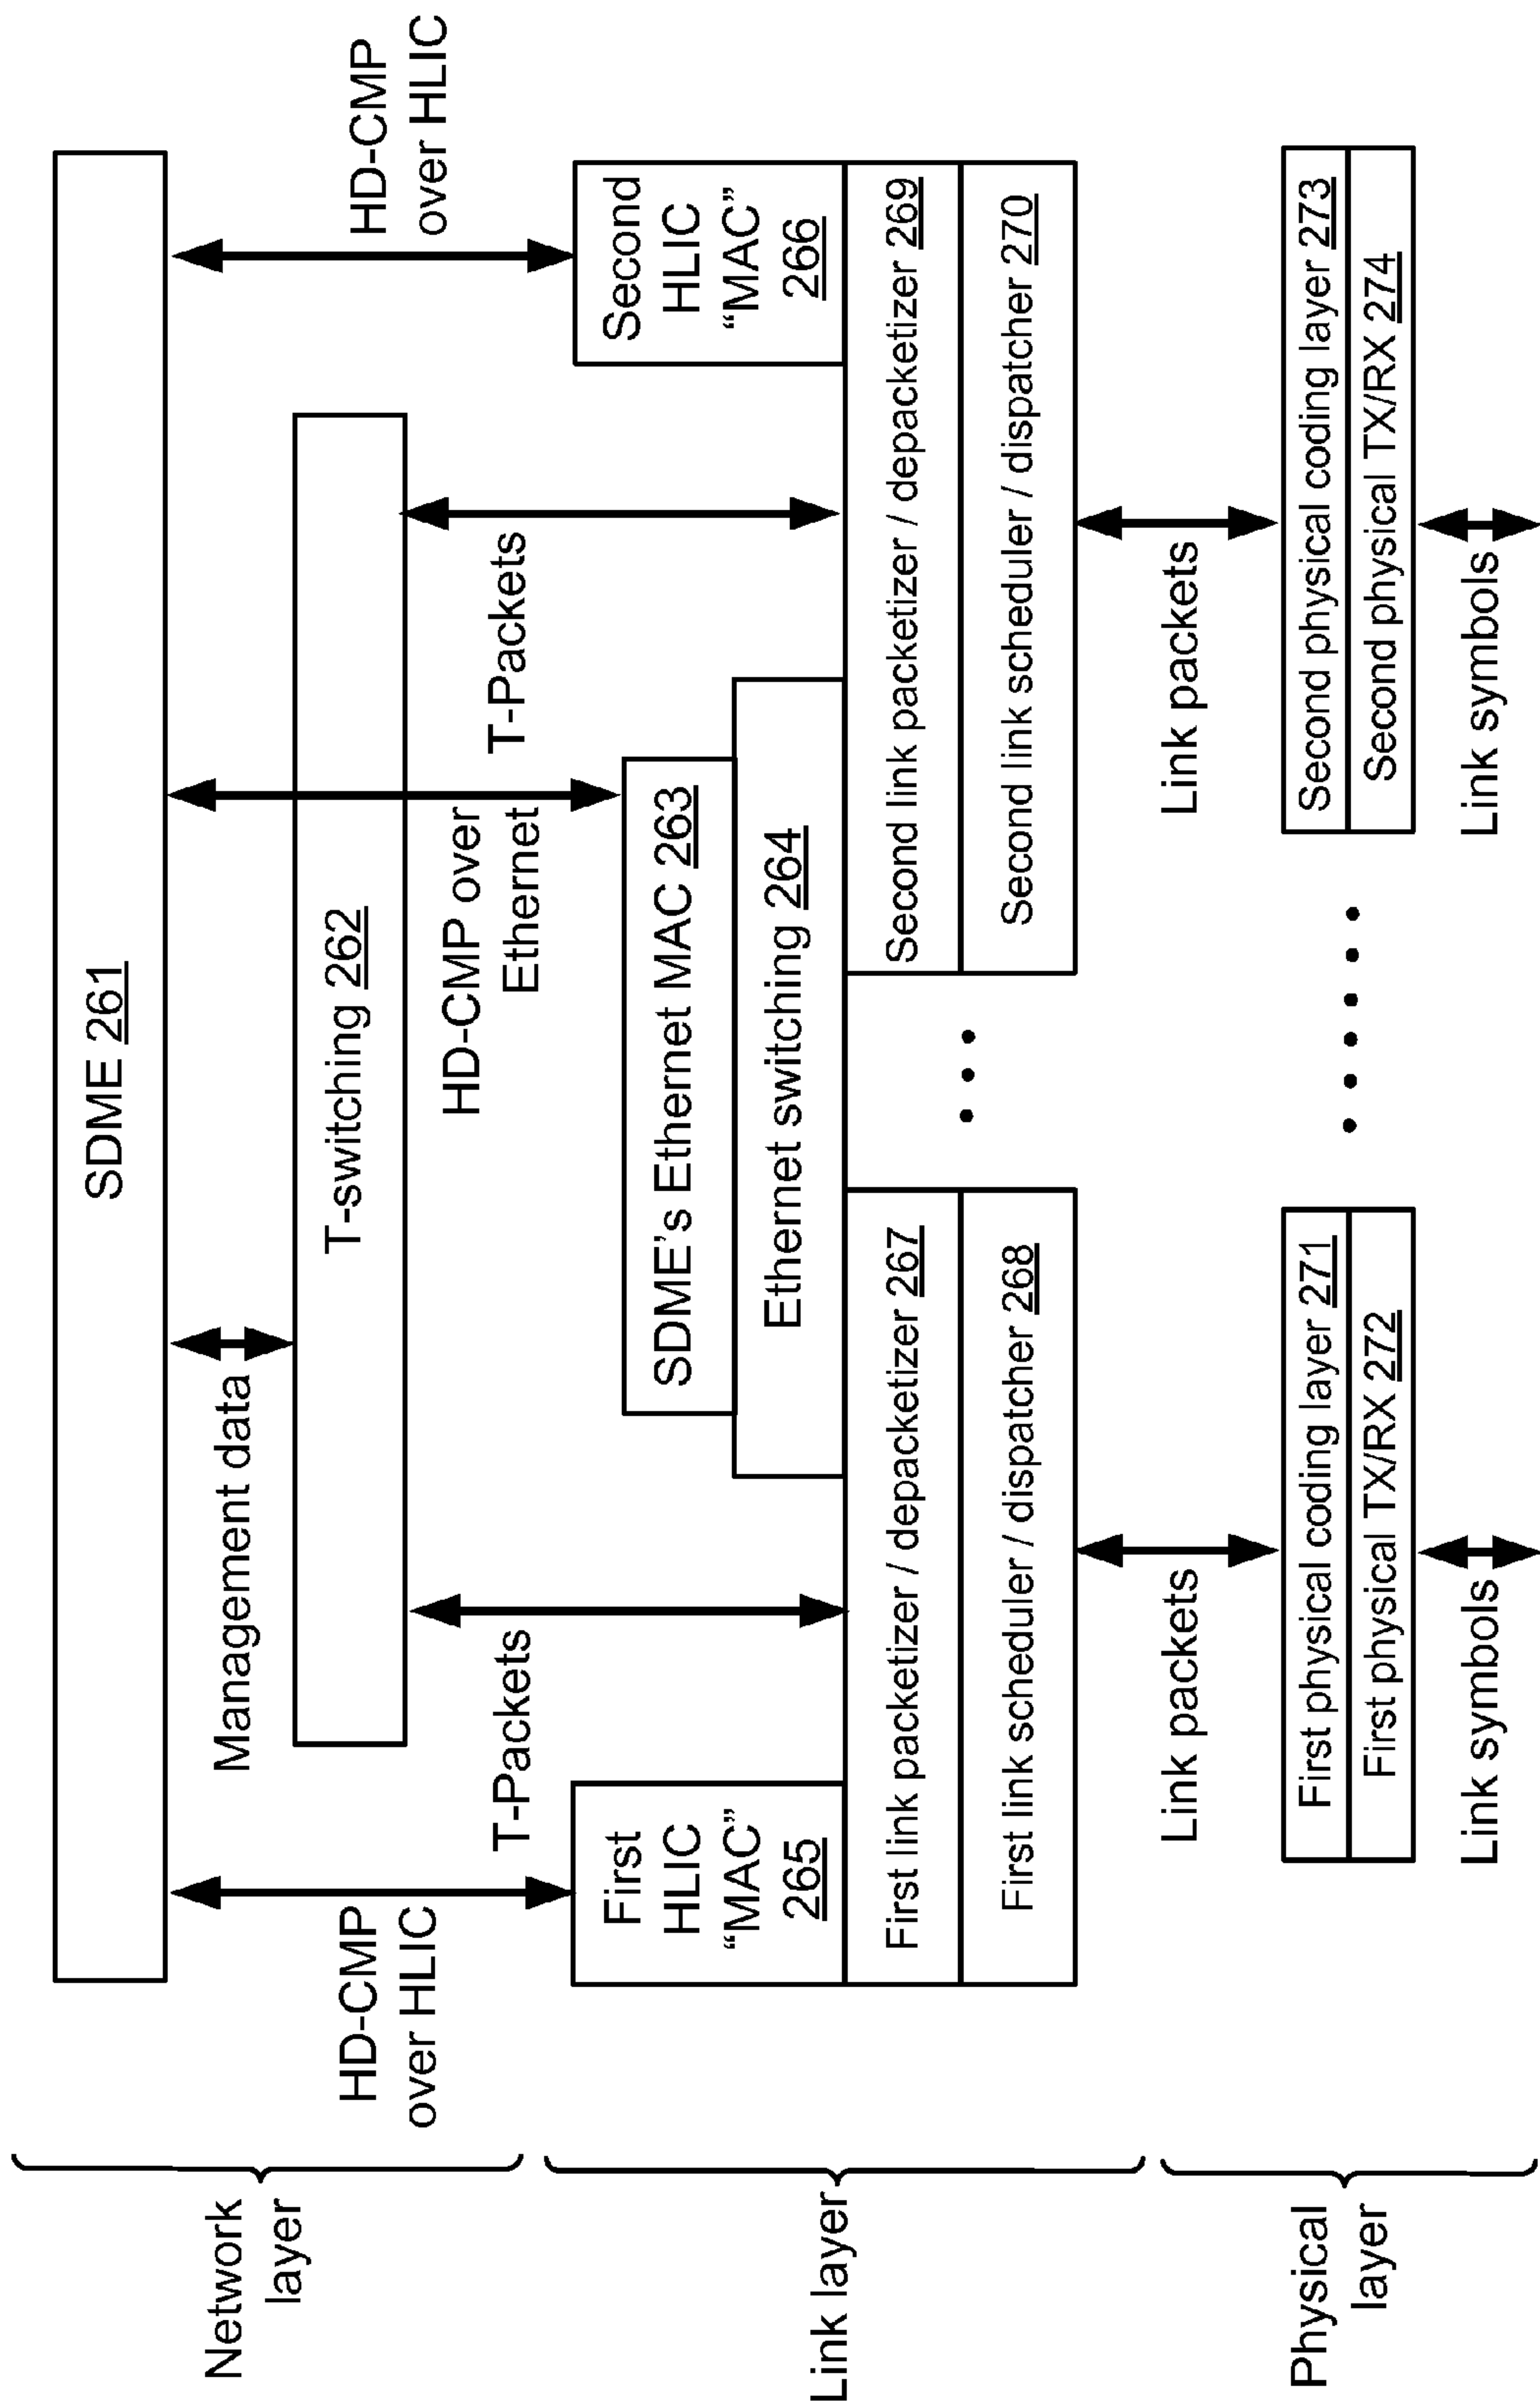 Network
layer
SDME 261
Management data
T-switching 262
HD-CMP
over HLIC
T-Packets
HD-CMP over
Ethernet
T-Packets
HD-CMP
over HLIC
Link layer
First
HLIC
“MAC”
265
SDME’s Ethernet MAC 263
Ethernet switching 264
Second
HLIC
“MAC”
266
First link packetizer / depacketizer 267
First link scheduler / dispatcher 268
Second link packetizer / depacketizer 269
Second link scheduler / dispatcher 270
Link packets
Link packets
Physical
layer
First physical coding layer 271
First physical TX/RX 272
Second physical coding layer 273
Second physical TX/RX 274
Link symbols
Link symbols